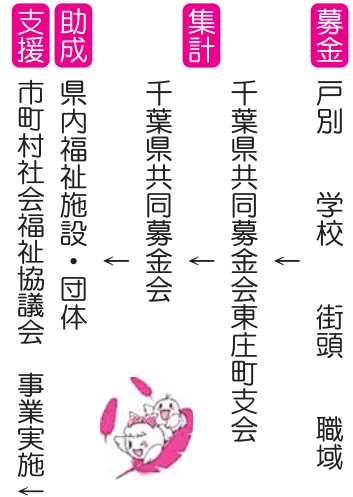 募金
戸別　学校　街頭　職域
↓
集計
千葉県共同募金会東庄町支会
↓
千葉県共同募金会
↓
助成
県内福祉施設・団体
支援
市町村社会福祉協議会　事業実施
↓